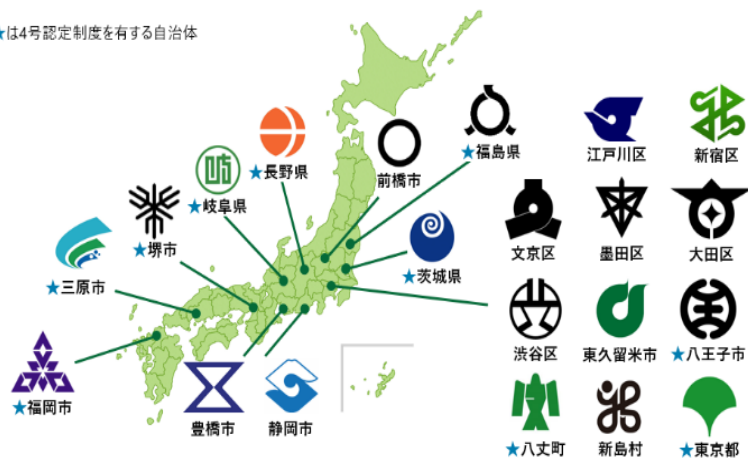 ★は4号認定制度を有する自治体
★福島県
江戸川区
新宿区
★長野県
前橋市
★岐阜県
★堺市
★茨城県
文京区
墨田区
大田区
★三原市
渋谷区
東久留米市
★八王子市
★福岡市
豊橋市
静岡市
★八丈町
新島村
★東京都